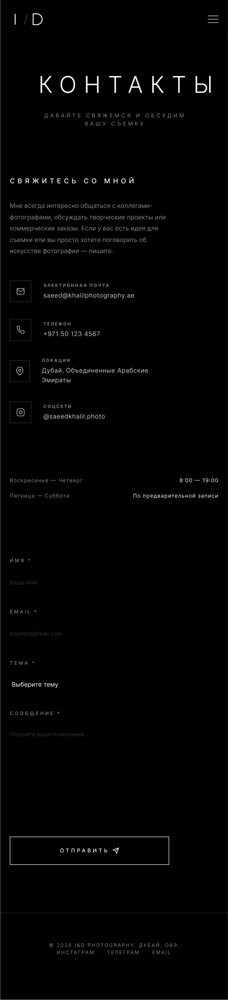 I / D
КОНТАКТЫ
ДАВАЙТЕ СВЯЖЕМСЯ И ОБСУДИМ
ВАШУ СЪЕМКУ
СВЯЖИТЕСЬ СО МНОЙ
Мне всегда интересно общаться с коллегами-
фотографами, обсуждать творческие проекты или
коммерческие заказы. Если у вас есть идея для
съемки или вы просто хотите поговорить об
искусстве фотографии — пишите.
ЭЛЕКТРОННАЯ ПОЧТА
saeed@khalilphotography.ae
ТЕЛЕФОН
+971 50 123 4567
ЛОКАЦИЯ
Дубай, Объединенные Арабские
Эмираты
СОЦСЕТИ
@saeedkhalil.photo
Воскресенье — Четверг 8:00 — 19:00
Пятница — Суббота По предварительной записи
ИМЯ *
Ваше имя
EMAIL *
example@mail.com
ТЕМА *
Выберите тему
СООБЩЕНИЕ *
Опишите ваши пожелания...
ОТПРАВИТЬ
© 2026 I&D PHOTOGRAPHY. ДУБАЙ, ОАЭ.
ИНСТАГРАМ ТЕЛЕГРАМ EMAIL